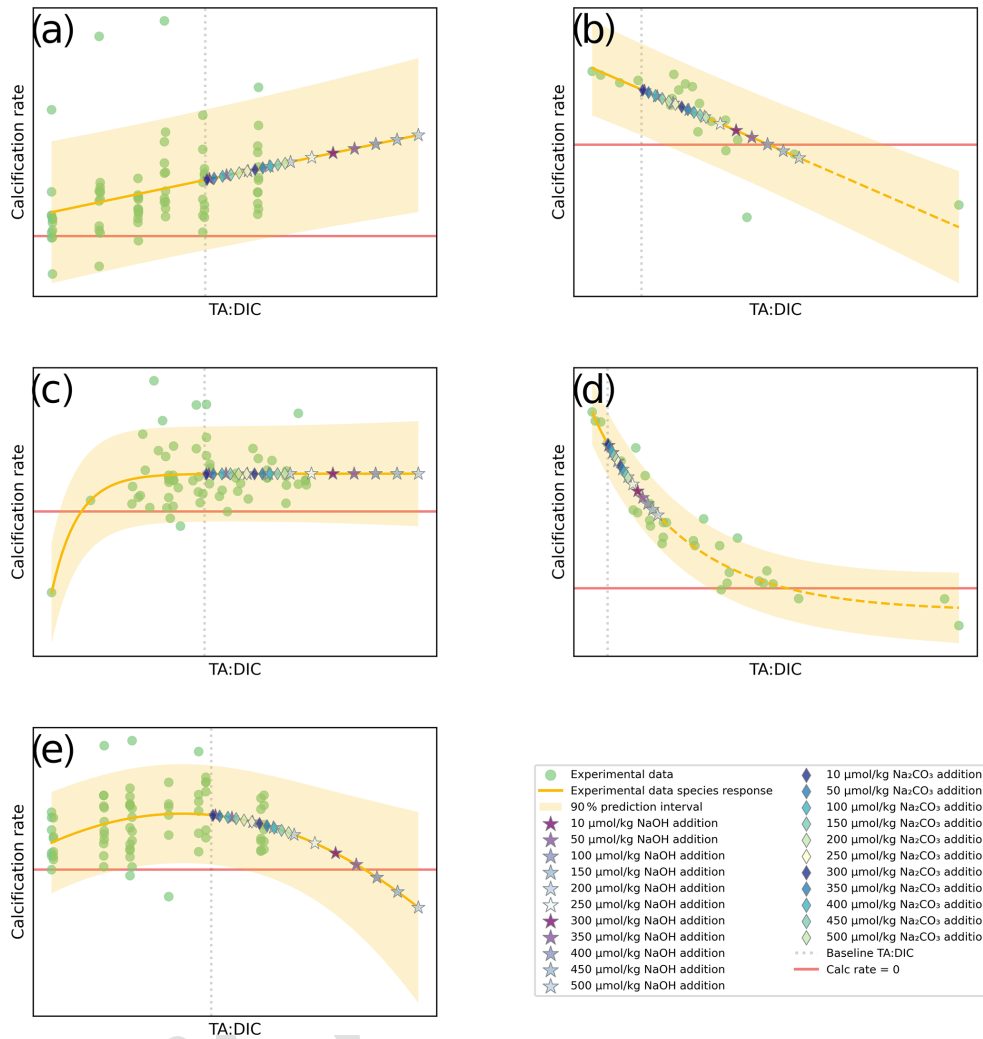 (a)
Calcification rate
TA:DIC
(b)
Calcification rate
TA:DIC
(c)
Calcification rate
TA:DIC
(d)
Calcification rate
TA:DIC
(e)
Calcification rate
TA:DIC
Experimental data
Experimental data species response
90 % prediction interval
10 μmol/kg NaOH addition
50 μmol/kg NaOH addition
100 μmol/kg NaOH addition
150 μmol/kg NaOH addition
200 μmol/kg NaOH addition
250 μmol/kg NaOH addition
300 μmol/kg NaOH addition
350 μmol/kg NaOH addition
400 μmol/kg NaOH addition
450 μmol/kg NaOH addition
500 μmol/kg NaOH addition
10 μmol/kg Na₂CO₃ addition
50 μmol/kg Na₂CO₃ addition
100 μmol/kg Na₂CO₃ additio
150 μmol/kg Na₂CO₃ additio
200 μmol/kg Na₂CO₃ additio
250 μmol/kg Na₂CO₃ additio
300 μmol/kg Na₂CO₃ additio
350 μmol/kg Na₂CO₃ additio
400 μmol/kg Na₂CO₃ additio
450 μmol/kg Na₂CO₃ additio
500 μmol/kg Na₂CO₃ additio
Baseline TA:DIC
Calc rate = 0